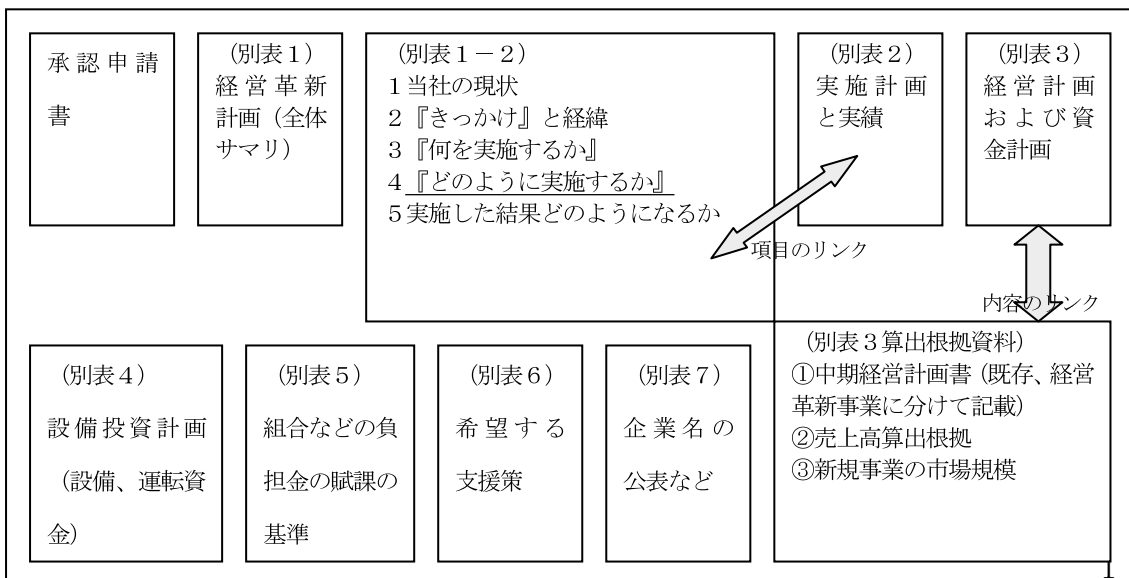 承認申請
書
（別表１）
経営革新
計画（全体
サマリ）
（別表１－２）
１当社の現状
２『きっかけ』と経緯
３『何を実施するか』
４『どのように実施するか』
５実施した結果どのようになるか
（別表２）
実施計画
と実績
（別表３）
経営計画
および資
金計画
項目のリンク
内容のリンク
（別表４）
設備投資計画
（設備、運転資
金）
（別表５）
組合などの負
担金の賦課の
基準
（別表６）
希望する
支援策
（別表７）
企業名の
公表など
（別表３算出根拠資料）
①中期経営計画書（既存、経営
革新事業に分けて記載）
②売上高算出根拠
③新規事業の市場規模